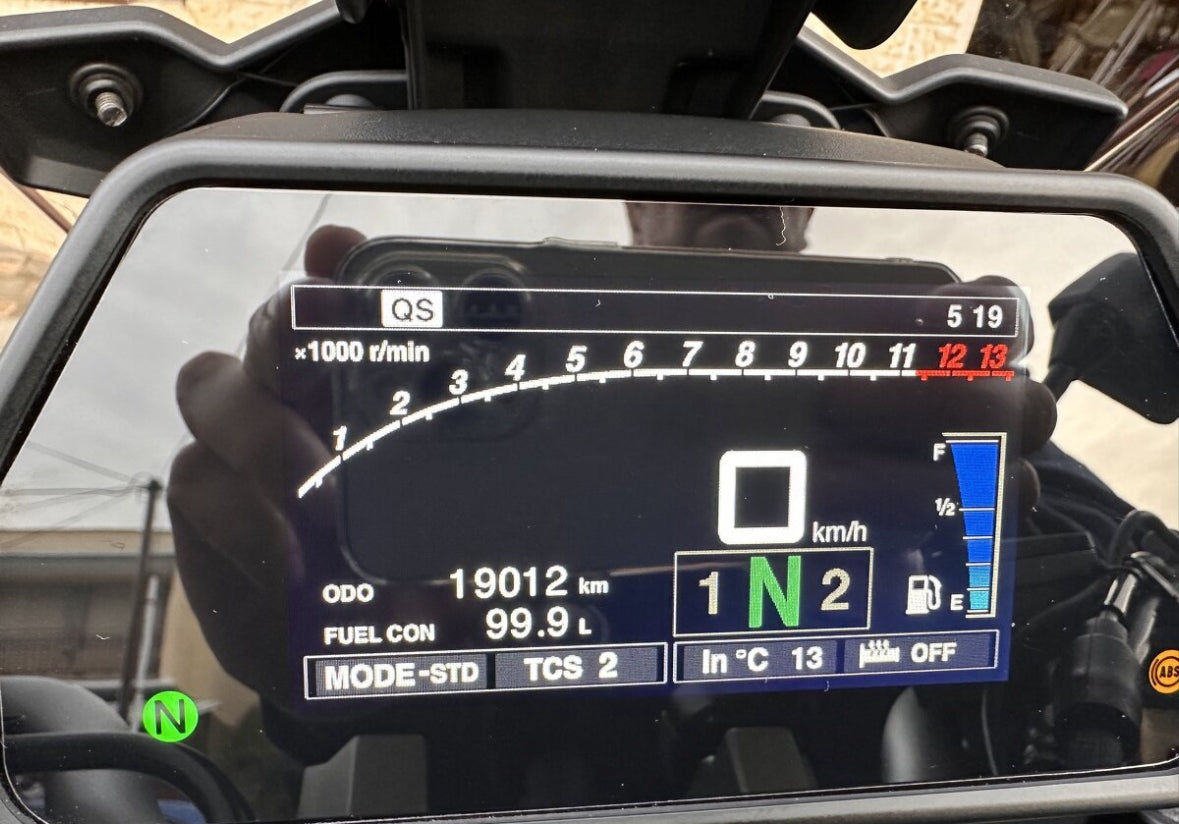 QS 5 19
×1000 r/min
1 2 3 4 5 6 7 8 9 10 11 12 13
F
1/2
E
0 km/h
1 N 2
ODO 19012 km
FUEL CON 99.9 L
MODE-STD TCS 2 In °C 13 OFF
N
ABS